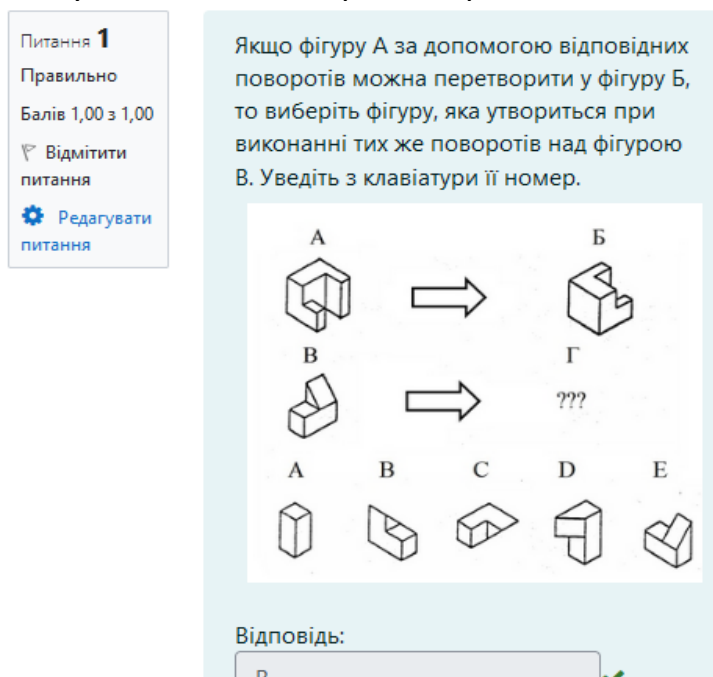 Питання 1
Правильно
Балів 1,00 з 1,00
Відмітити
питання
Редагувати
питання
Якщо фігуру А за допомогою відповідних
поворотів можна перетворити у фігуру Б,
то виберіть фігуру, яка утвориться при
виконанні тих же поворотів над фігурою
В. Уведіть з клавіатури її номер.
А Б
В Г
???
A B C D E
Відповідь: